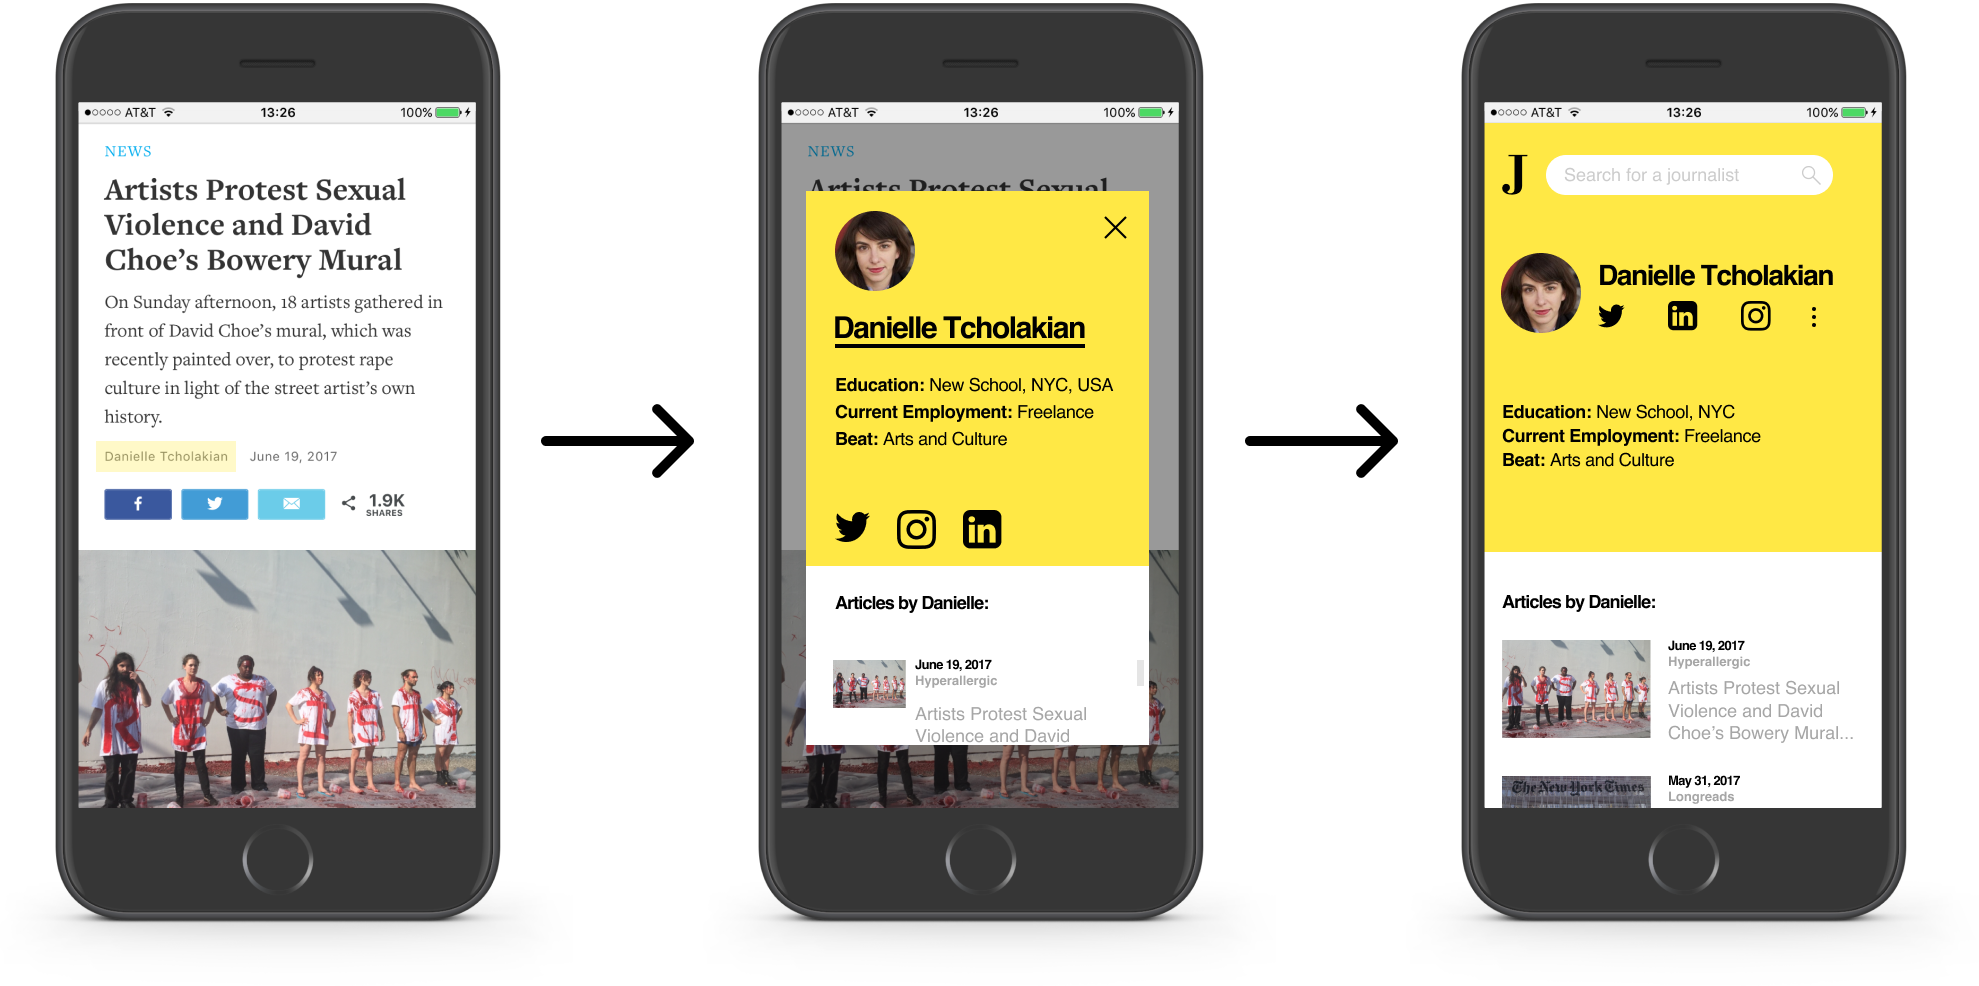 AT&T 13:26 100%
NEWS
Artists Protest Sexual
Violence and David
Choe's Bowery Mural
On Sunday afternoon, 18 artists gathered in
front of David Choe's mural, which was
recently painted over, to protest rape
culture in light of the street artist's own
history.
Danielle Tcholakian June 19, 2017
f 1.9K
SHARES
R E S I S T
AT&T 13:26 100%
NEWS
Artists Protest Sexual
Danielle Tcholakian
Education: New School, NYC, USA
Current Employment: Freelance
Beat: Arts and Culture
in
Articles by Danielle:
June 19, 2017
Hyperallergic
Artists Protest Sexual
Violence and David
AT&T 13:26 100%
J Search for a journalist
Danielle Tcholakian
in
Education: New School, NYC
Current Employment: Freelance
Beat: Arts and Culture
Articles by Danielle:
June 19, 2017
Hyperallergic
Artists Protest Sexual
Violence and David
Choe's Bowery Mural...
The New York Times
May 31, 2017
Longreads